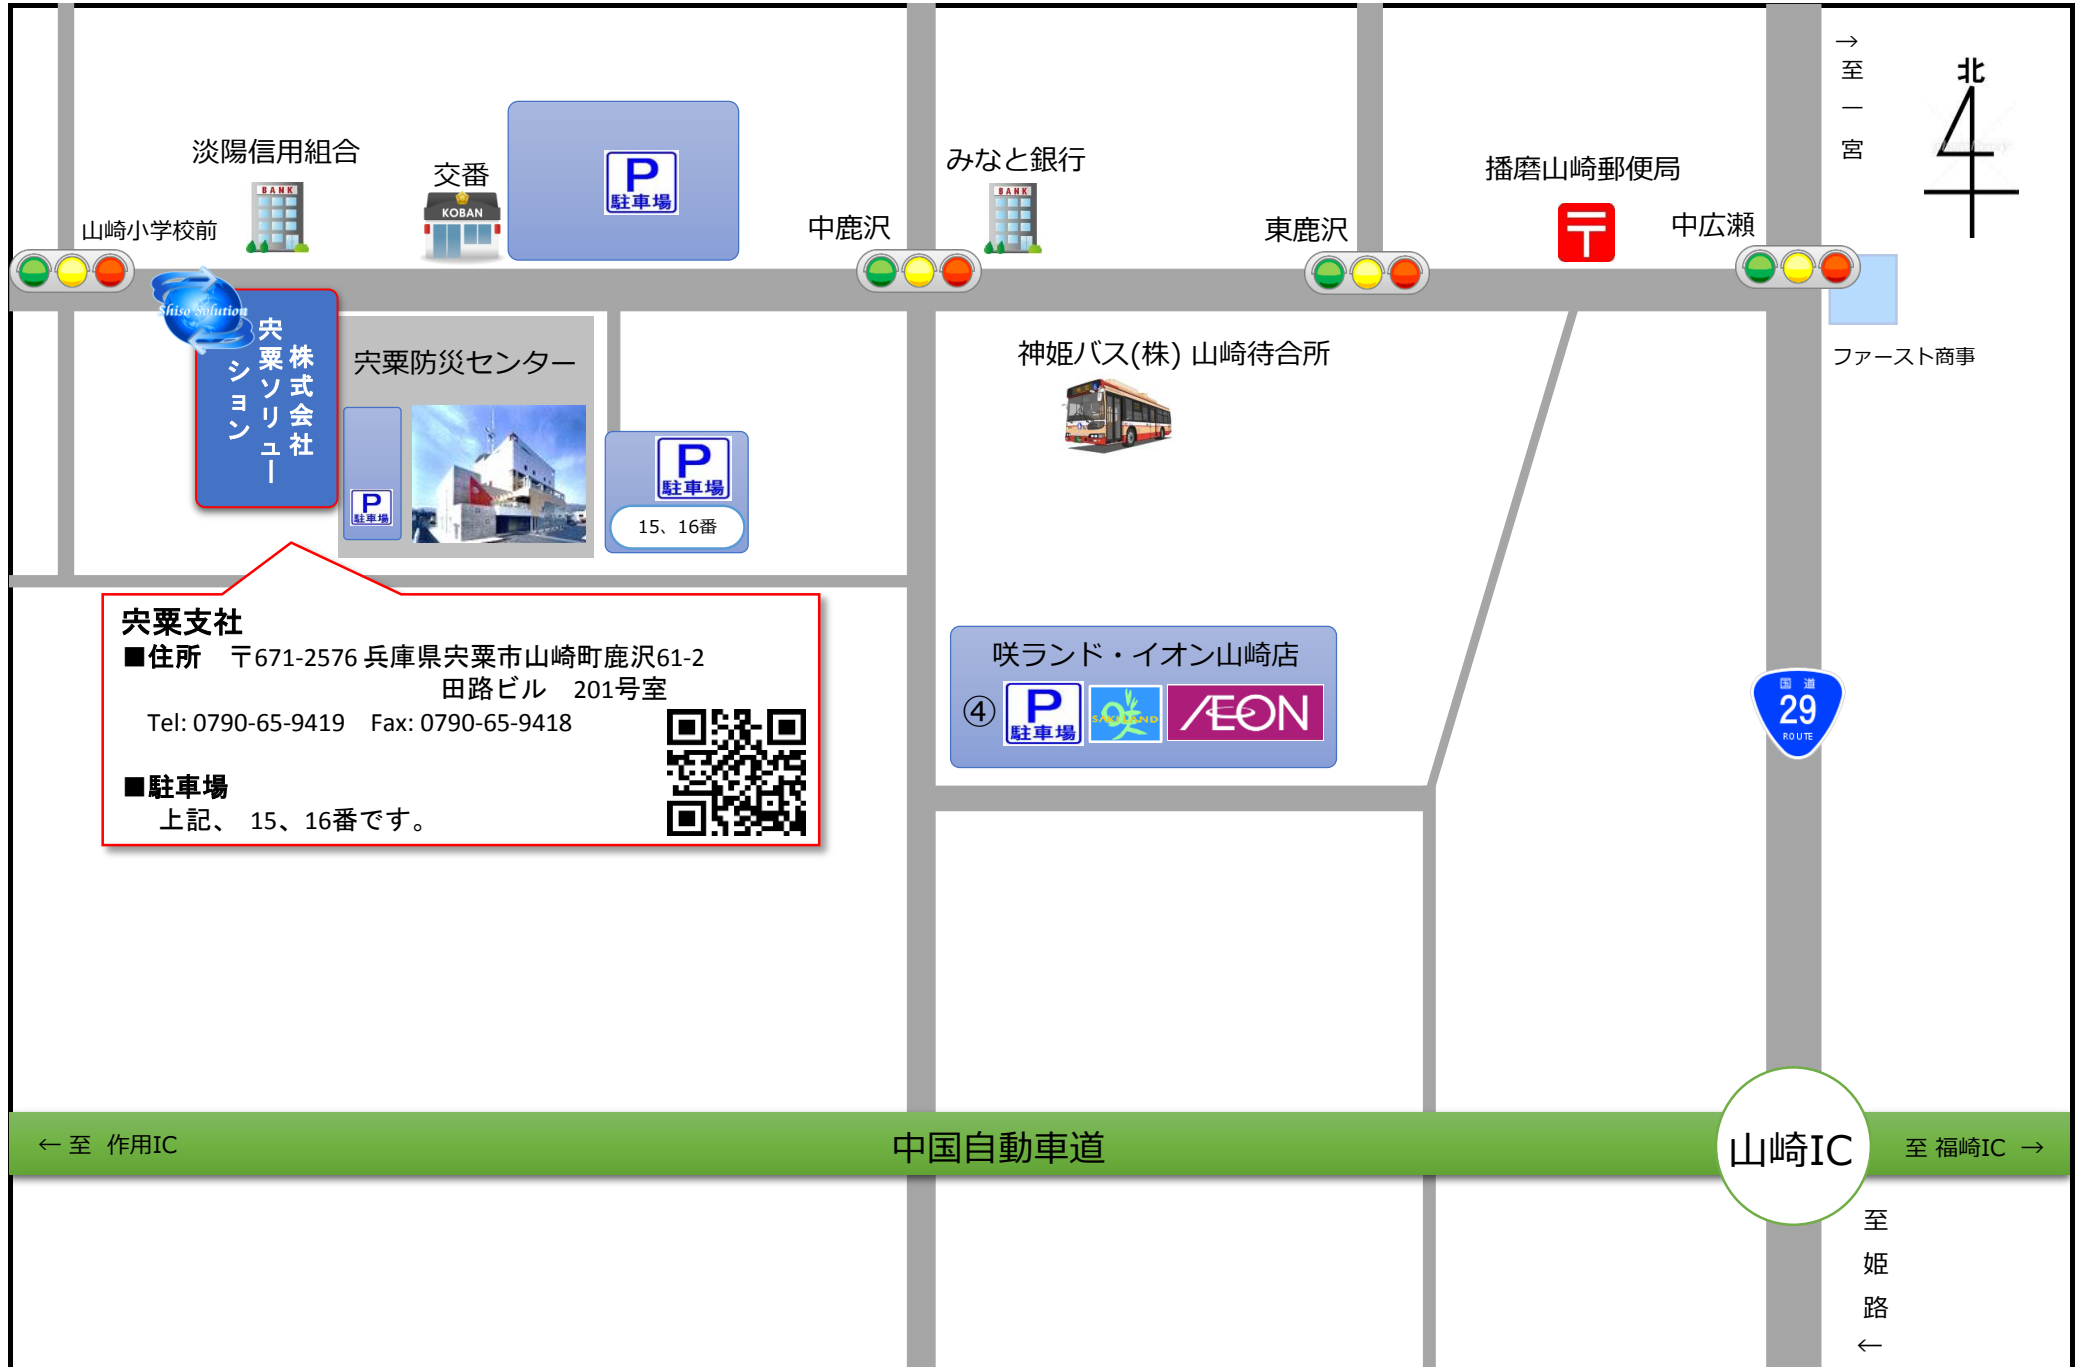 →
至
一
宮
北
淡陽信用組合
BANK
交番
KOBAN
P
駐車場
みなと銀行
BANK
播磨山崎郵便局
山崎小学校前
中鹿沢
東鹿沢
中広瀬
Shiso Solution
株式会社
宍粟ソリュー
ション
宍粟防災センター
P
駐車場
P
駐車場
15、16番
神姫バス(株) 山崎待合所
ファースト商事
宍粟支社
■住所 〒671-2576 兵庫県宍粟市山崎町鹿沢61-2
田路ビル 201号室
Tel: 0790-65-9419 Fax: 0790-65-9418
■駐車場
上記、 15、16番です。
咲ランド・イオン山崎店
④
P
駐車場
咲
SAKILAND
ÆON
国道
29
ROUTE
← 至 作用IC
中国自動車道
山崎IC
至 福崎IC →
至
姫
路
←